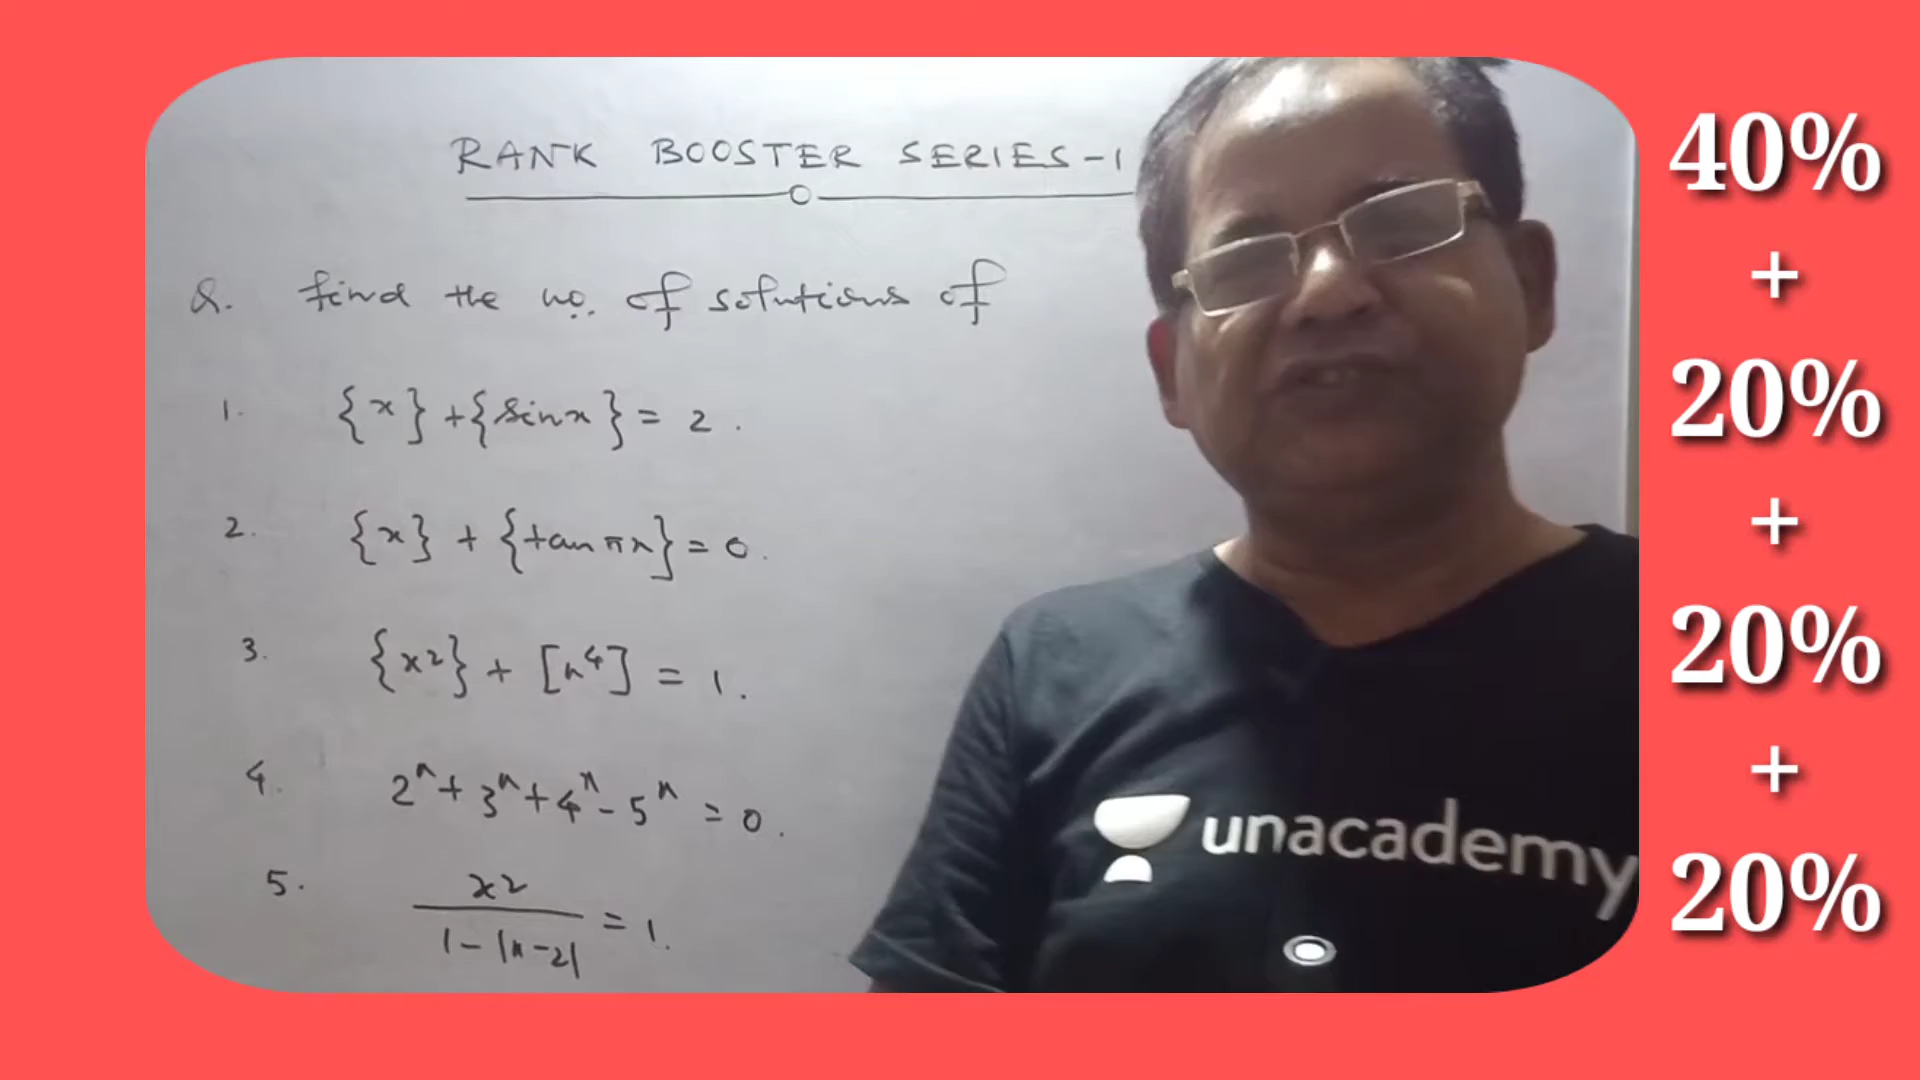 RANK BOOSTER SERIES-1
Q. find the no. of solutions of
1. {x} + {sinx} = 2.
2. {x} + {tan πx} = 0.
3. {x²} + [x⁴] = 1.
4. 2ˣ + 3ˣ + 4ˣ - 5ˣ = 0.
5. x² / 1-|x-2| = 1.
unacademy
40%
+
20%
+
20%
+
20%